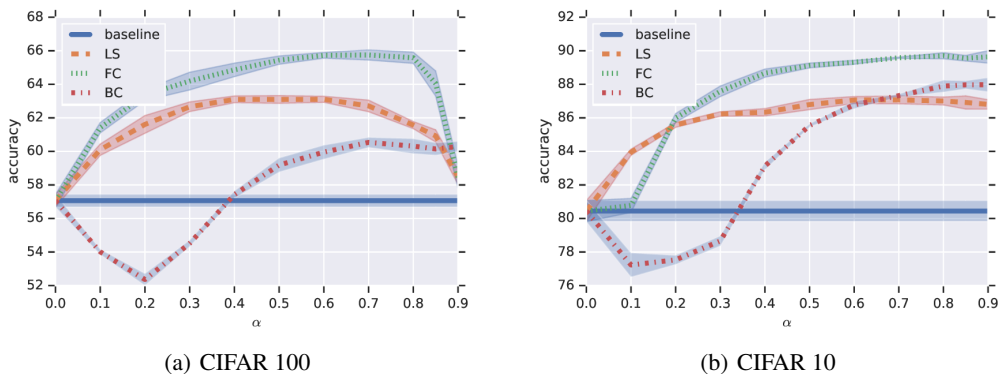 68
66
64
62
60
58
56
54
52
accuracy
baseline
LS
FC
BC
0.0 0.1 0.2 0.3 0.4 0.5 0.6 0.7 0.8 0.9
α
(a) CIFAR 100
92
90
88
86
84
82
80
78
76
accuracy
baseline
LS
FC
BC
0.0 0.1 0.2 0.3 0.4 0.5 0.6 0.7 0.8 0.9
α
(b) CIFAR 10